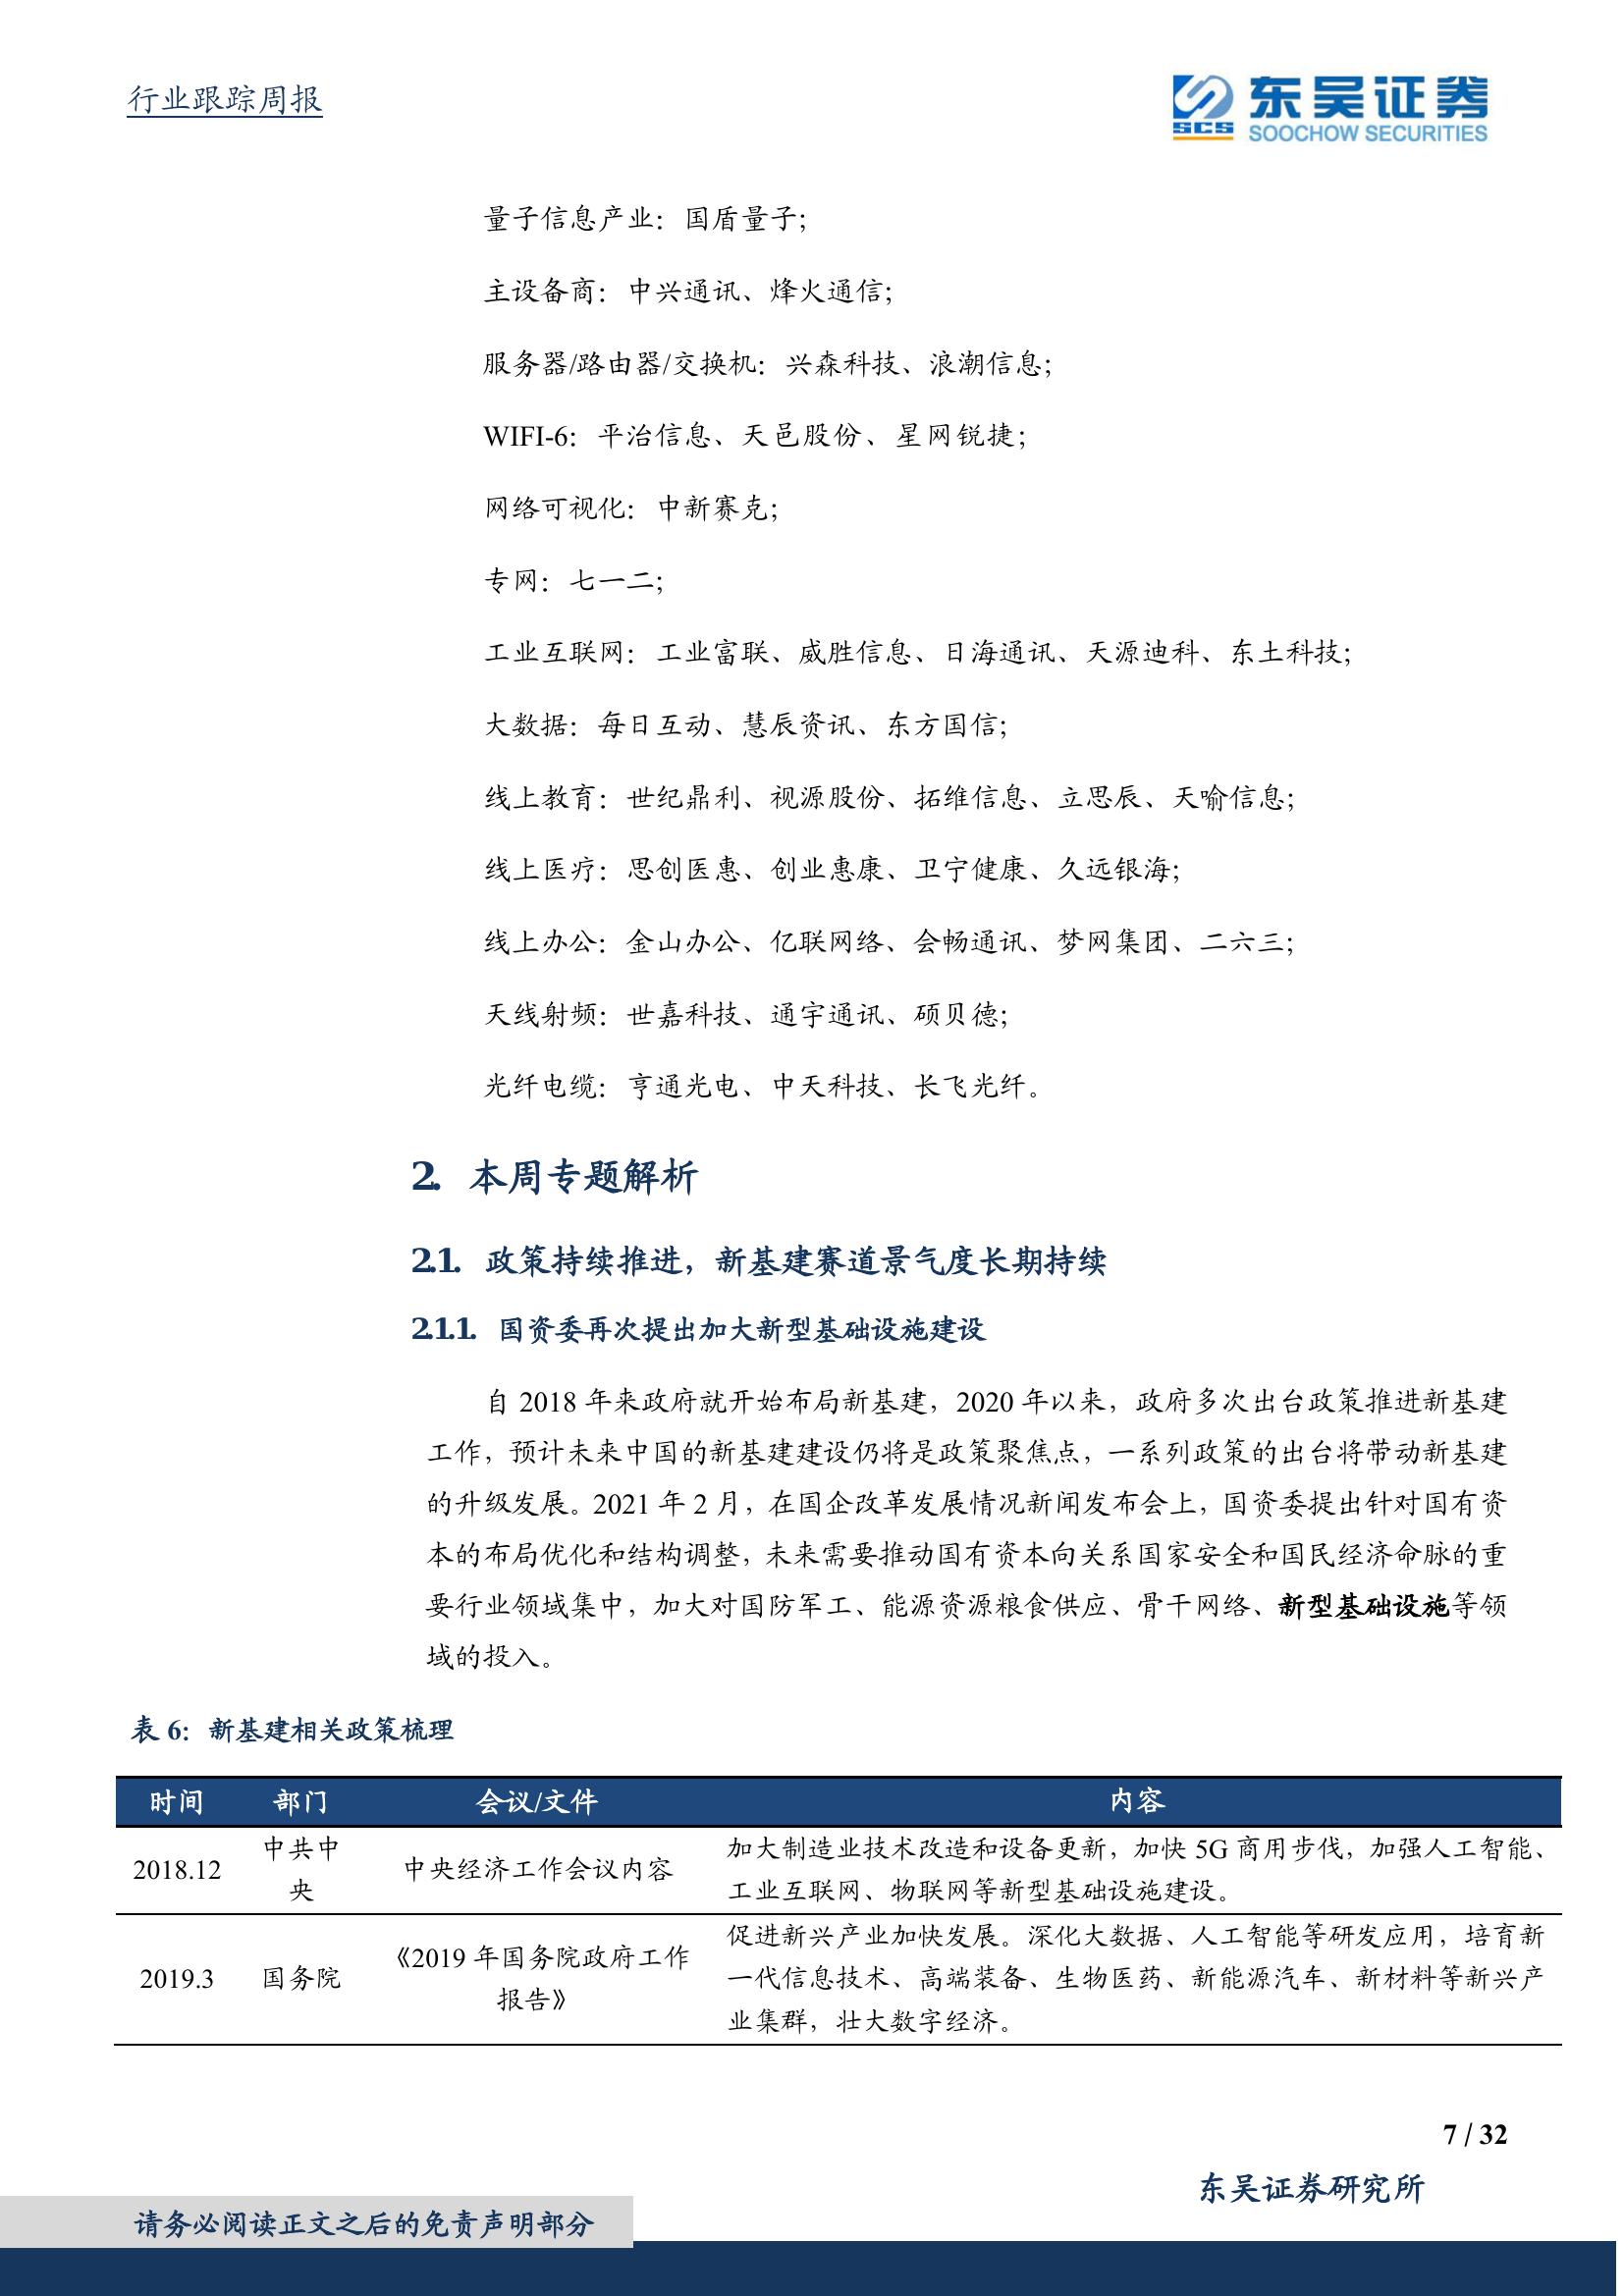 行业跟踪周报
东吴证券
SCS
SOOCHOW SECURITIES
量子信息产业：国盾量子；
主设备商：中兴通讯、烽火通信；
服务器/路由器/交换机：兴森科技、浪潮信息；
WIFI-6：平治信息、天邑股份、星网锐捷；
网络可视化：中新赛克；
专网：七一二；
工业互联网：工业富联、威胜信息、日海通讯、天源迪科、东土科技；
大数据：每日互动、慧辰资讯、东方国信；
线上教育：世纪鼎利、视源股份、拓维信息、立思辰、天喻信息；
线上医疗：思创医惠、创业惠康、卫宁健康、久远银海；
线上办公：金山办公、亿联网络、会畅通讯、梦网集团、二六三；
天线射频：世嘉科技、通宇通讯、硕贝德；
光纤电缆：亨通光电、中天科技、长飞光纤。
2. 本周专题解析
2.1. 政策持续推进，新基建赛道景气度长期持续
2.1.1. 国资委再次提出加大新型基础设施建设
自 2018 年来政府就开始布局新基建，2020 年以来，政府多次出台政策推进新基建
工作，预计未来中国的新基建建设仍将是政策聚焦点，一系列政策的出台将带动新基建
的升级发展。2021 年 2 月，在国企改革发展情况新闻发布会上，国资委提出针对国有资
本的布局优化和结构调整，未来需要推动国有资本向关系国家安全和国民经济命脉的重
要行业领域集中，加大对国防军工、能源资源粮食供应、骨干网络、新型基础设施等领
域的投入。
表 6：新基建相关政策梳理
时间 部门 会议/文件 内容
2018.12 中共中央 中央经济工作会议内容 加大制造业技术改造和设备更新，加快 5G 商用步伐，加强人工智能、
工业互联网、物联网等新型基础设施建设。
2019.3 国务院 《2019 年国务院政府工作报告》 促进新兴产业加快发展。深化大数据、人工智能等研发应用，培育新
一代信息技术、高端装备、生物医药、新能源汽车、新材料等新兴产
业集群，壮大数字经济。
7 / 32
东吴证券研究所
请务必阅读正文之后的免责声明部分